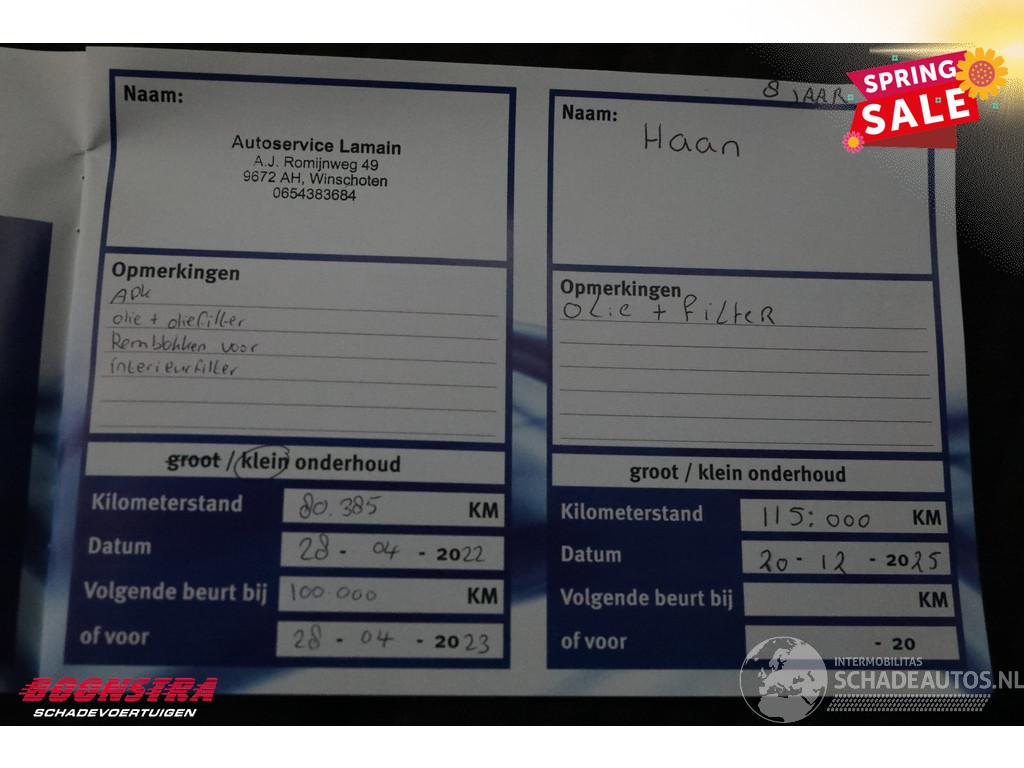 Naam:
Autoservice Lamain
A.J. Romijnweg 49
9672 AH, Winschoten
0654383684
Opmerkingen
APK
olie + oliefilter
Remblokken voor
interieurfilter
groot / klein onderhoud
Kilometerstand 80.385 KM
Datum 28 - 04 - 2022
Volgende beurt bij 100.000 KM
of voor 28 - 04 - 2023
8 JAAR
Naam:
Haan
Opmerkingen
OLie + FiLTER
groot / klein onderhoud
Kilometerstand 115:000 KM
Datum 20 - 12 - 2025
Volgende beurt bij KM
of voor - 20
SPRING
SALE
BOONSTRA
SCHADEVOERTUIGEN
INTERMOBILITAS
SCHADEAUTOS.NL